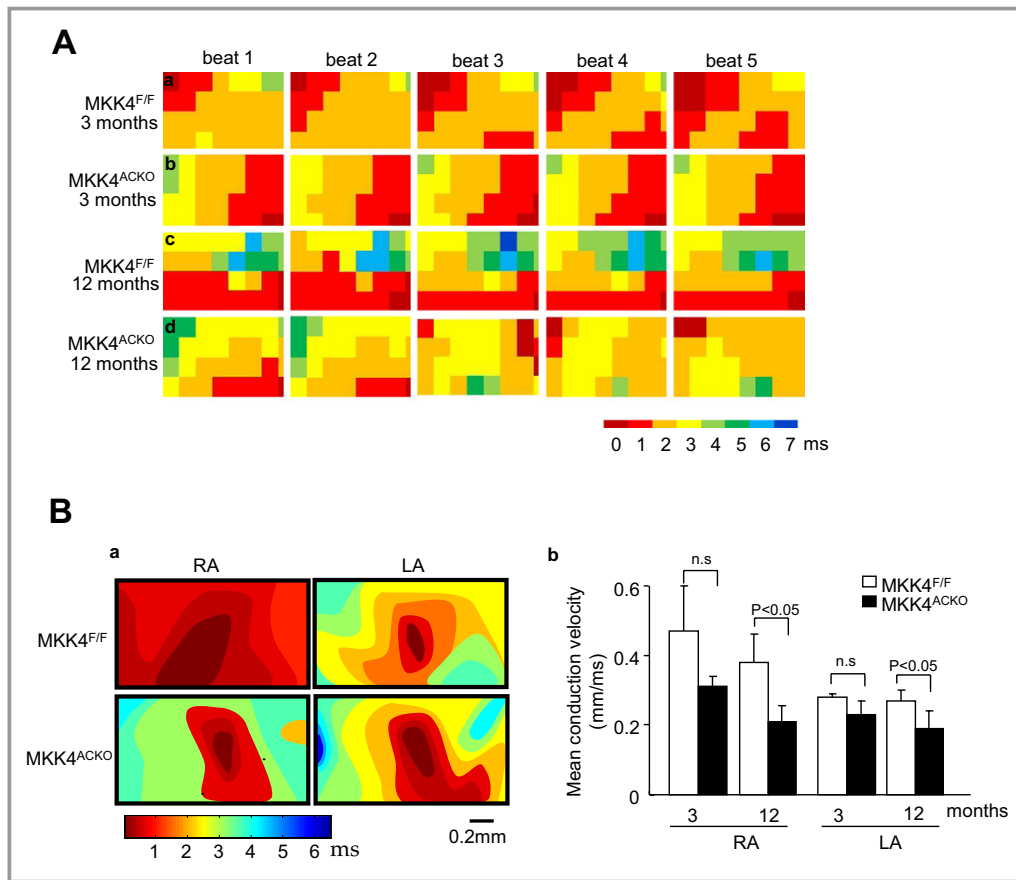 A
beat 1 beat 2 beat 3 beat 4 beat 5
a
MKK4F/F
3 months
b
MKK4ACKO
3 months
c
MKK4F/F
12 months
d
MKK4ACKO
12 months
0 1 2 3 4 5 6 7 ms
B
a
RA LA
MKK4F/F
MKK4ACKO
1 2 3 4 5 6 ms
0.2mm
b
n.s
MKK4F/F
MKK4ACKO
P<0.05
n.s
P<0.05
Mean conduction velocity
(mm/ms)
0.6
0.4
0.2
0
3 12 3 12 months
RA LA